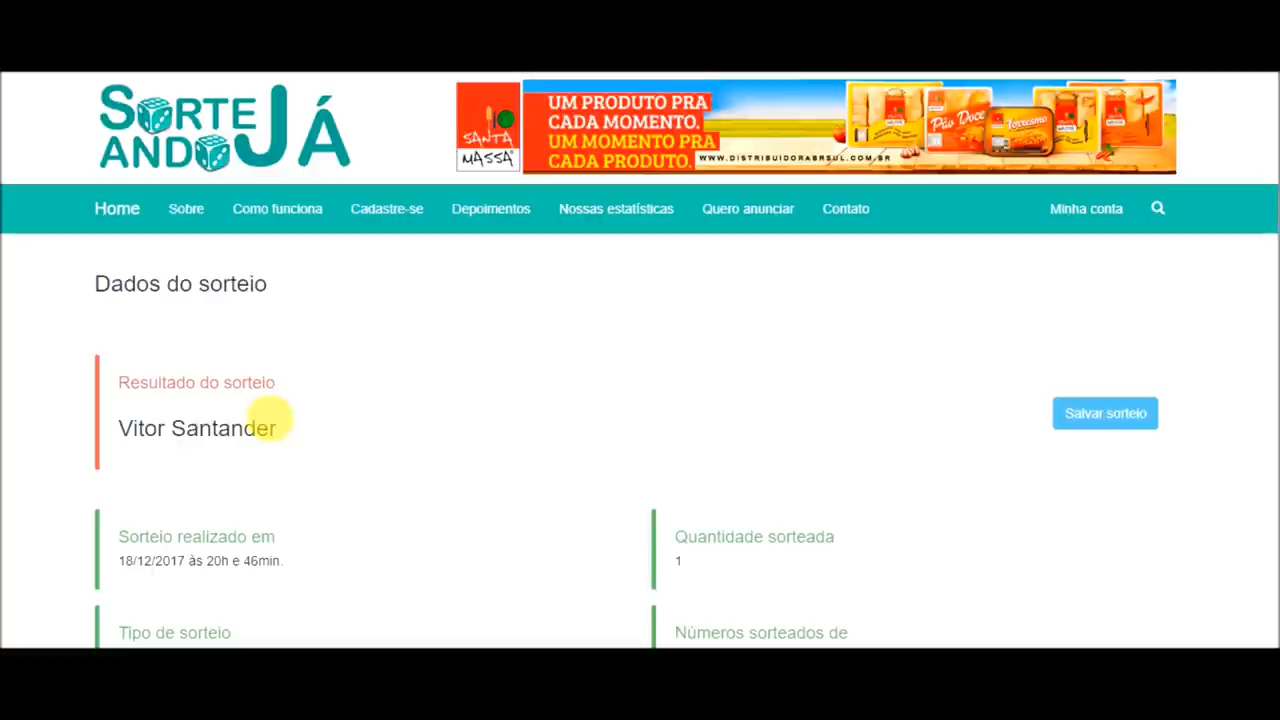 SORTE
ANDO JÁ
SANTA
MASSA
UM PRODUTO PRA
CADA MOMENTO.
UM MOMENTO PRA
CADA PRODUTO.
WWW.DISTRIBUIDORABRSUL.COM.BR
Pão Doce
Home Sobre Como funciona Cadastre-se Depoimentos Nossas estatísticas Quero anunciar Contato Minha conta
Dados do sorteio
Resultado do sorteio
Vitor Santander
Salvar sorteio
Sorteio realizado em
18/12/2017 às 20h e 46min.
Quantidade sorteada
1
Tipo de sorteio
Números sorteados de